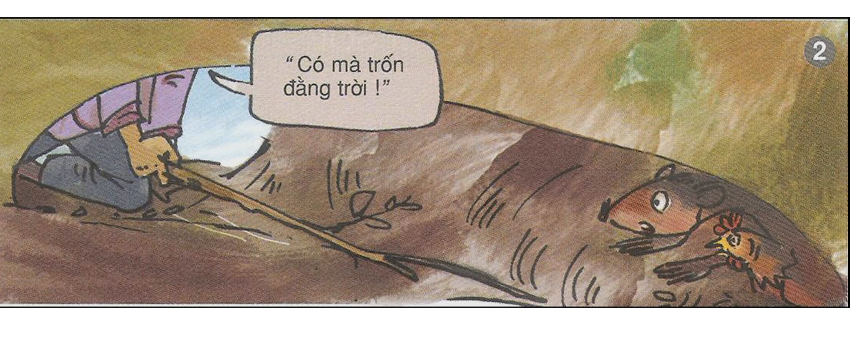 2
“Có mà trốn
đằng trời !”